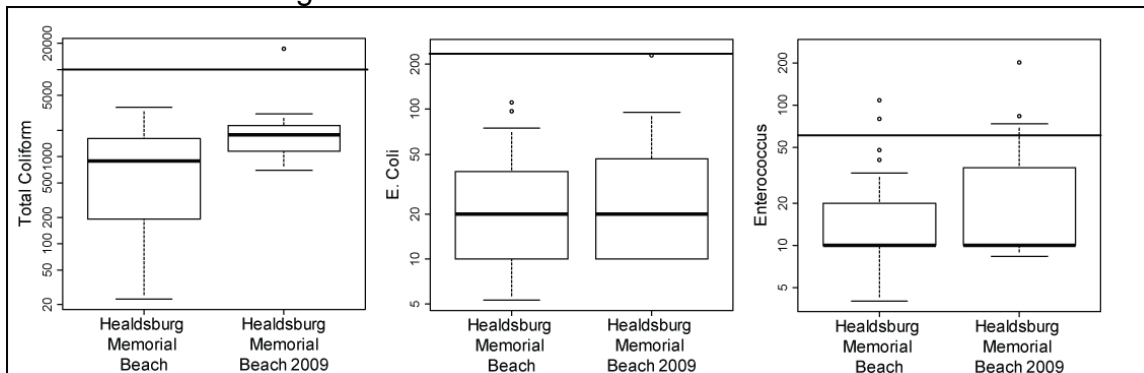 20000
5000
1000
500
200
100
50
20
Total Coliform
Healdsburg
Memorial
Beach
Healdsburg
Memorial
Beach 2009
200
100
50
20
10
5
E. Coli
Healdsburg
Memorial
Beach
Healdsburg
Memorial
Beach 2009
200
100
50
20
10
5
Enterococcus
Healdsburg
Memorial
Beach
Healdsburg
Memorial
Beach 2009